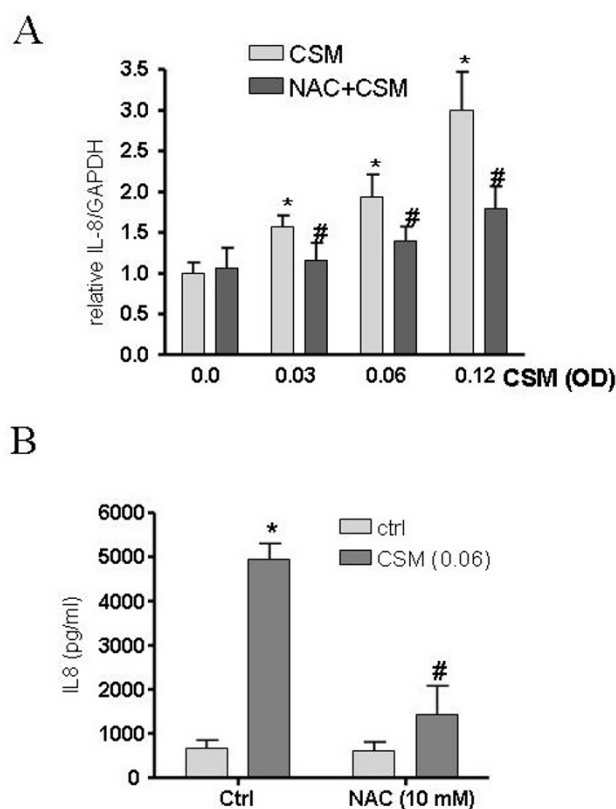 A
CSM
NAC+CSM
relative IL-8/GAPDH
3.5
3.0
2.5
2.0
1.5
1.0
0.5
0.0
*
*
*
#
#
#
0.0 0.03 0.06 0.12 CSM (OD)
B
ctrl
CSM (0.06)
IL8 (pg/ml)
6000
5000
4000
3000
2000
1000
0
*
#
Ctrl NAC (10 mM)